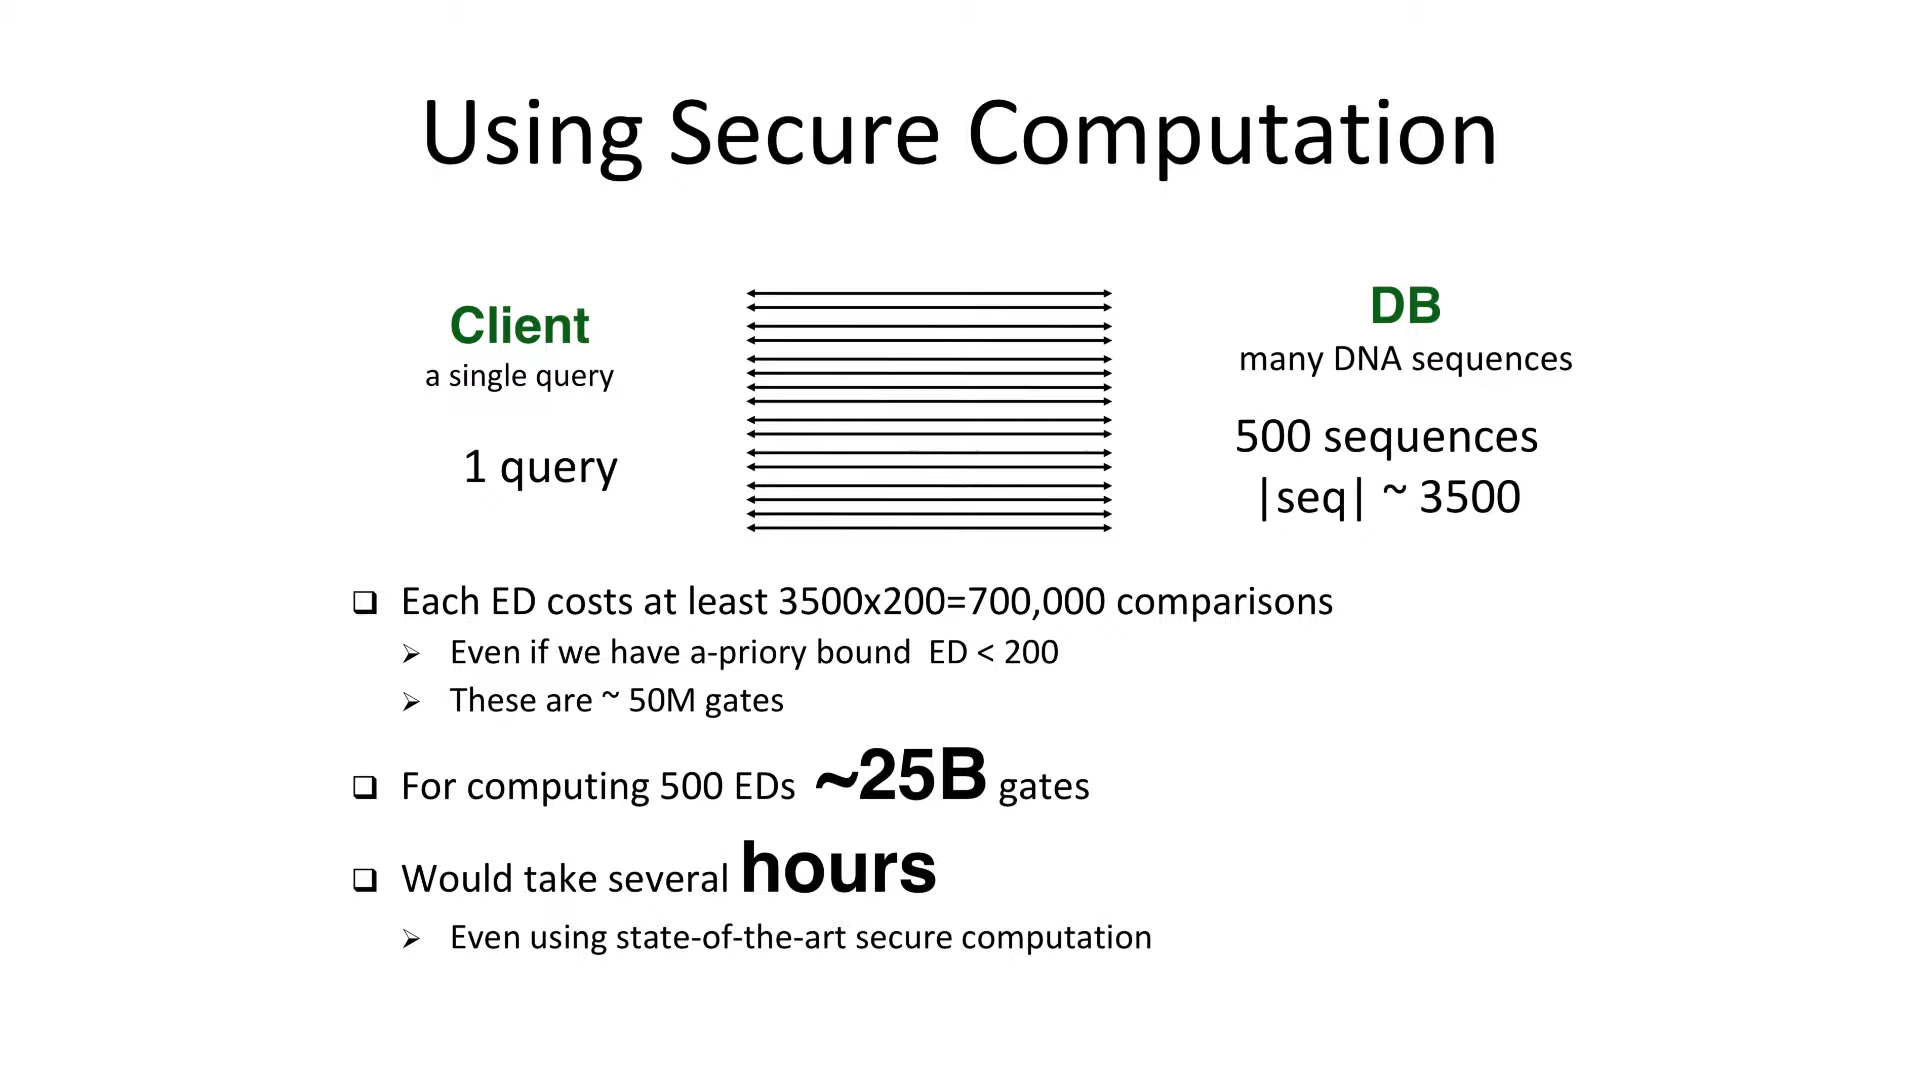 Using Secure Computation
Client
a single query
1 query
DB
many DNA sequences
500 sequences
|seq| ~ 3500
❑ Each ED costs at least 3500x200=700,000 comparisons
➢ Even if we have a-priory bound ED < 200
➢ These are ~ 50M gates
❑ For computing 500 EDs ~25B gates
❑ Would take several hours
➢ Even using state-of-the-art secure computation